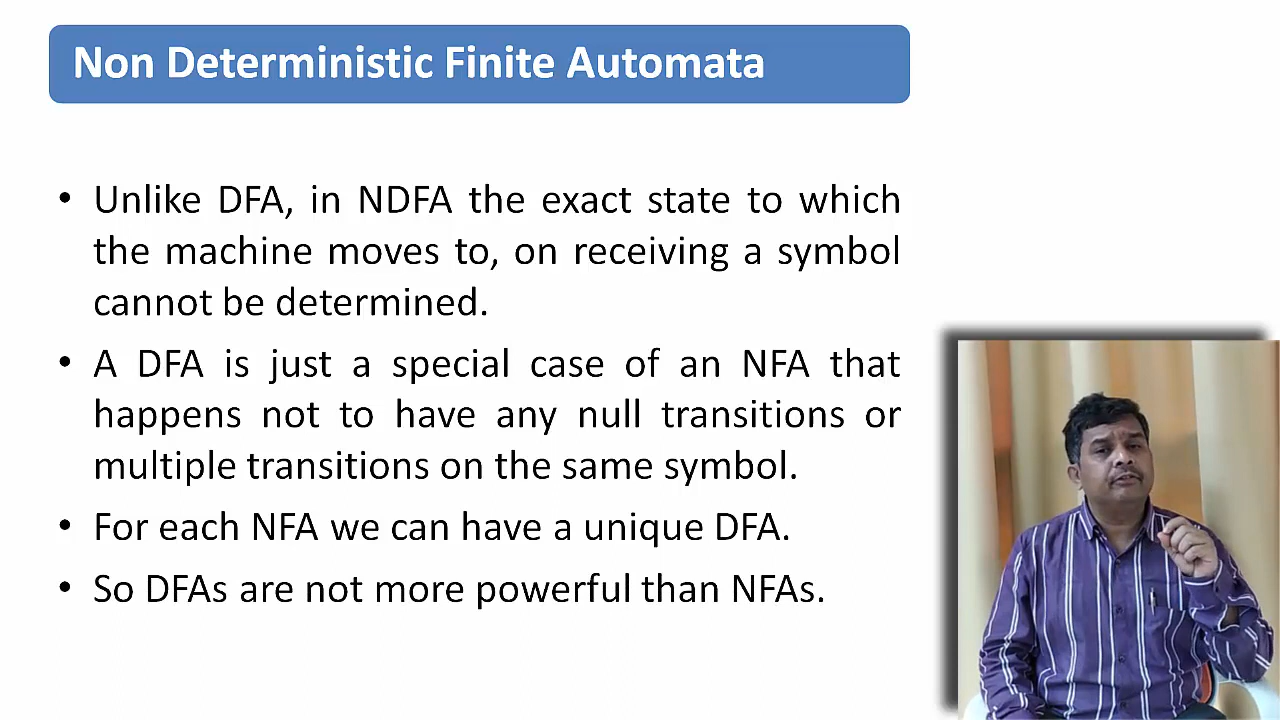 Non Deterministic Finite Automata
• Unlike DFA, in NDFA the exact state to which
the machine moves to, on receiving a symbol
cannot be determined.
• A DFA is just a special case of an NFA that
happens not to have any null transitions or
multiple transitions on the same symbol.
• For each NFA we can have a unique DFA.
• So DFAs are not more powerful than NFAs.